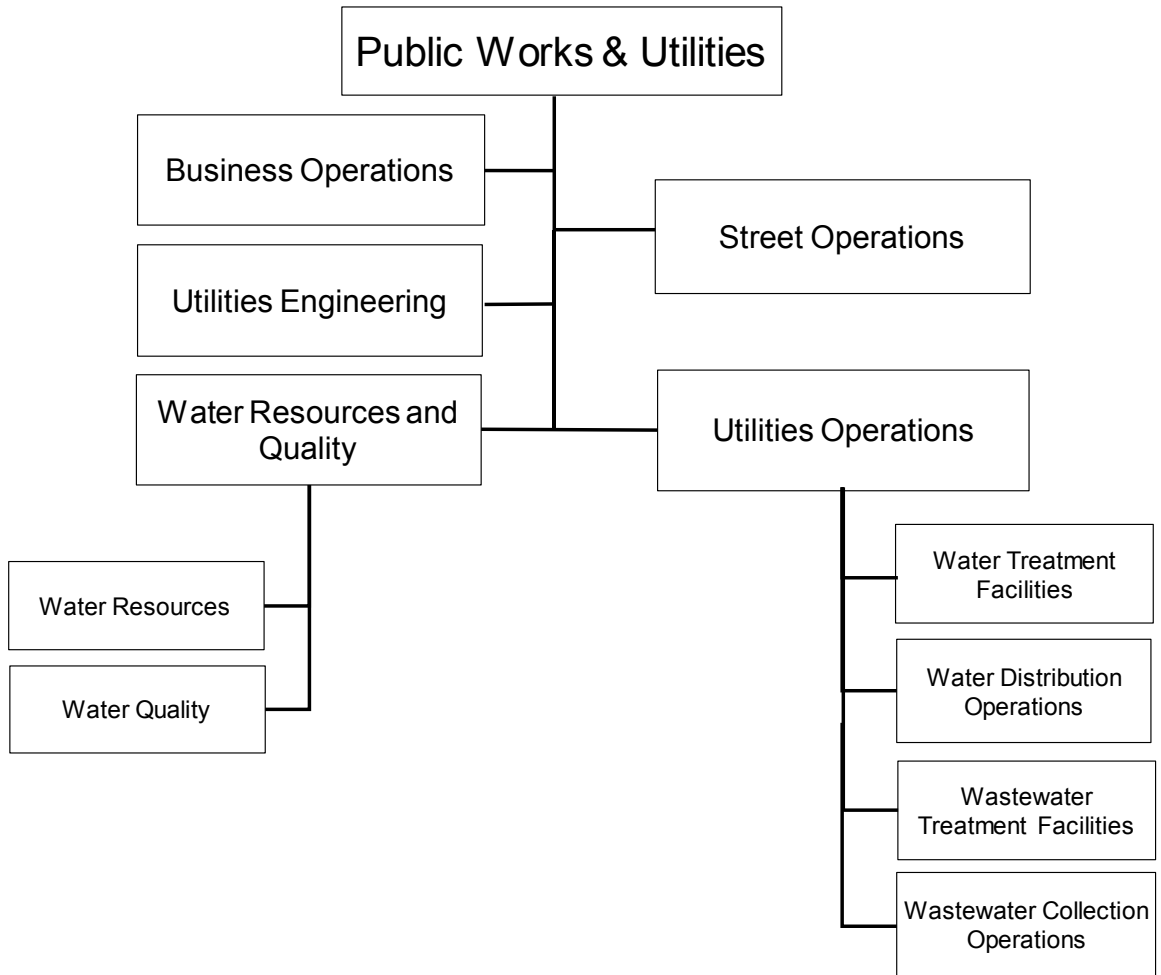 Public Works & Utilities
Business Operations
Street Operations
Utilities Engineering
Water Resources and
Quality
Utilities Operations
Water Treatment
Facilities
Water Resources
Water Distribution
Operations
Water Quality
Wastewater
Treatment Facilities
Wastewater Collection
Operations